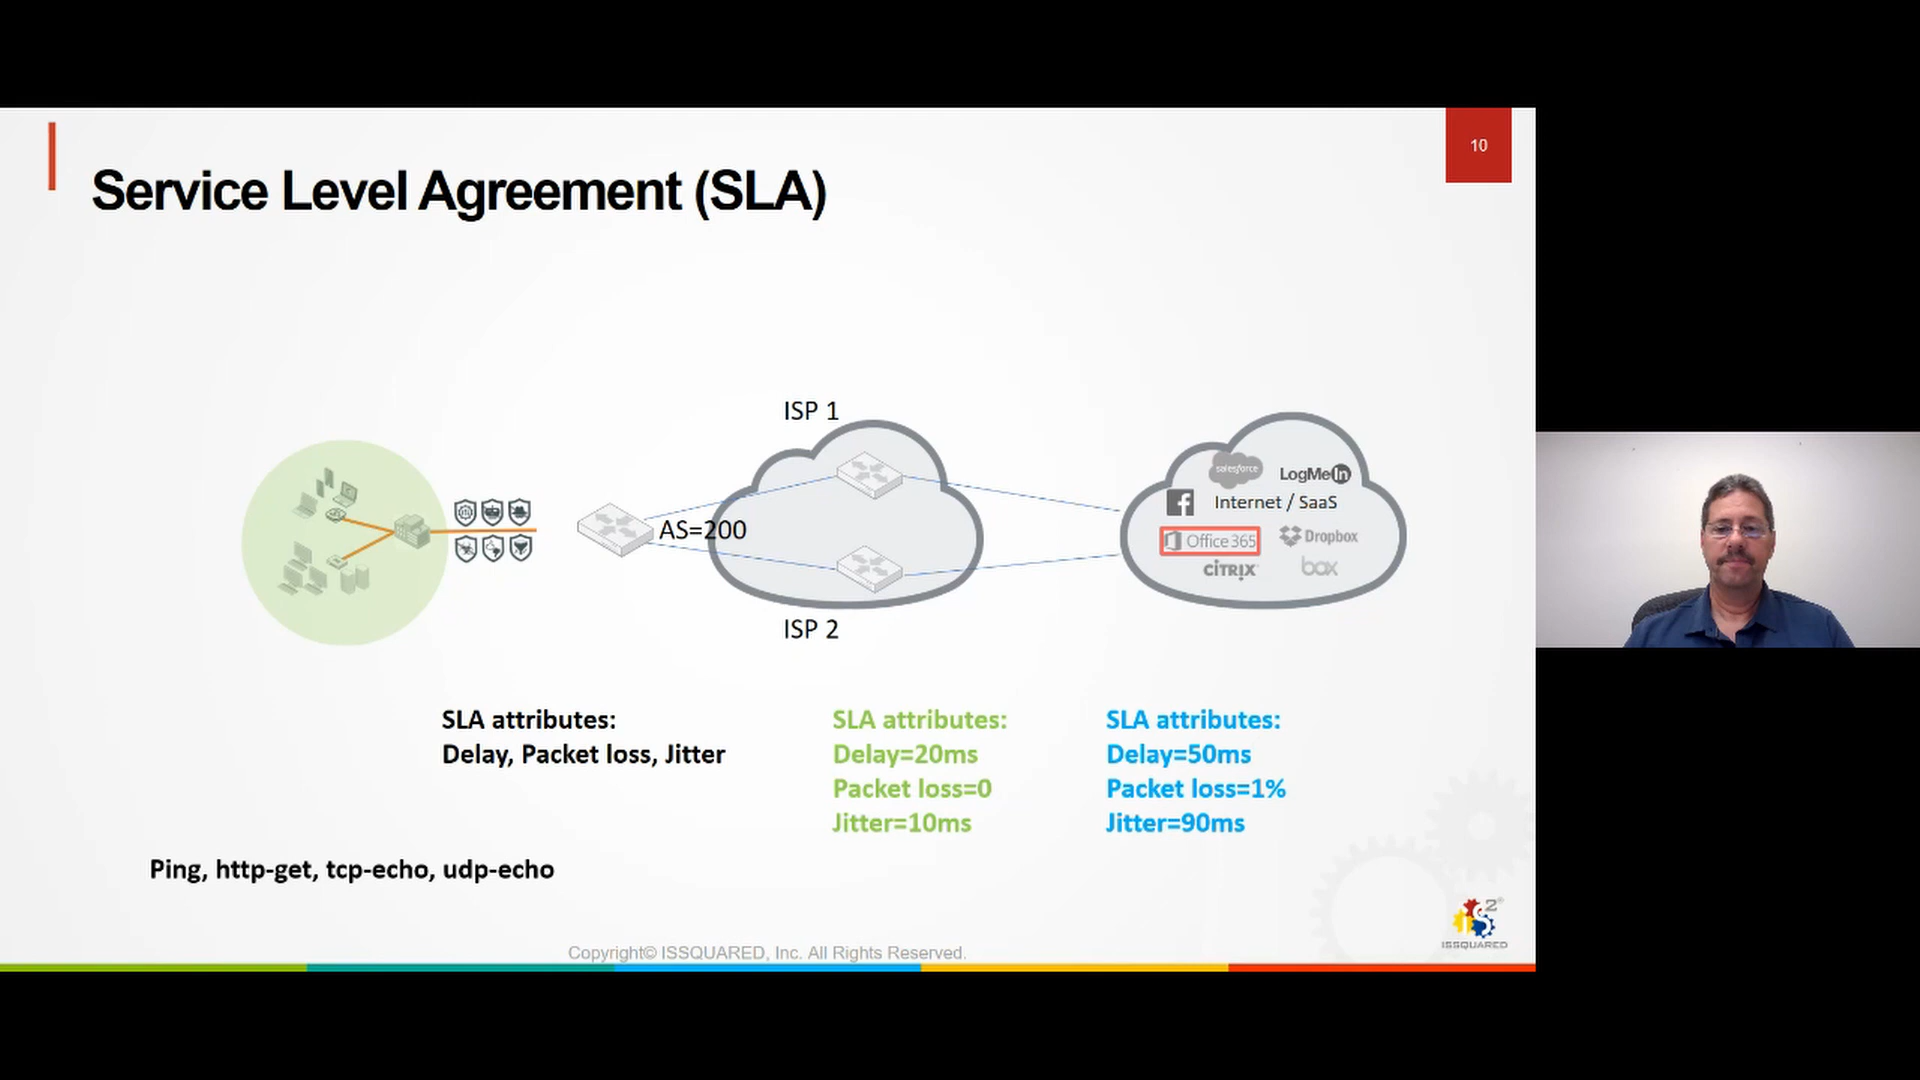 10
Service Level Agreement (SLA)
ISP 1
salesforce
LogMeIn
Internet / SaaS
AS=200
Office 365
Dropbox
CITRIX
box
ISP 2
SLA attributes:
Delay, Packet loss, Jitter
SLA attributes:
Delay=20ms
Packet loss=0
Jitter=10ms
SLA attributes:
Delay=50ms
Packet loss=1%
Jitter=90ms
Ping, http-get, tcp-echo, udp-echo
iS2®
ISSQUARED
Copyright© ISSQUARED, Inc. All Rights Reserved.